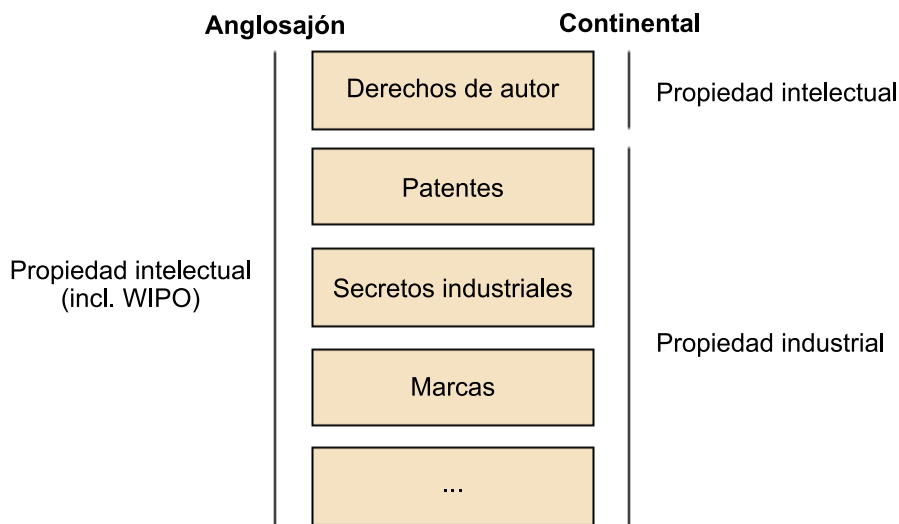 Anglosajón
Continental
Derechos de autor
Propiedad intelectual
Patentes
Propiedad intelectual
(incl. WIPO)
Secretos industriales
Propiedad industrial
Marcas
...